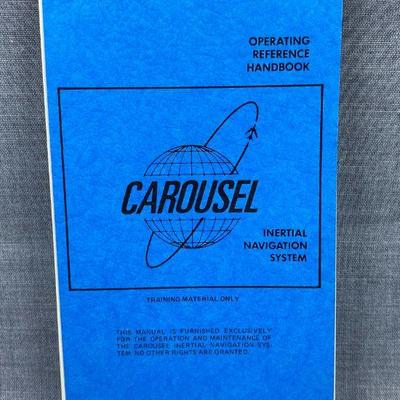 OPERATING
REFERENCE
HANDBOOK
CAROUSEL
INERTIAL
NAVIGATION
SYSTEM
TRAINING MATERIAL ONLY
THIS MANUAL IS FURNISHED EXCLUSIVELY
FOR THE OPERATION AND MAINTENANCE OF
THE CAROUSEL INERTIAL NAVIGATION SYS
TEM NO OTHER RIGHTS ARE GRANTED.